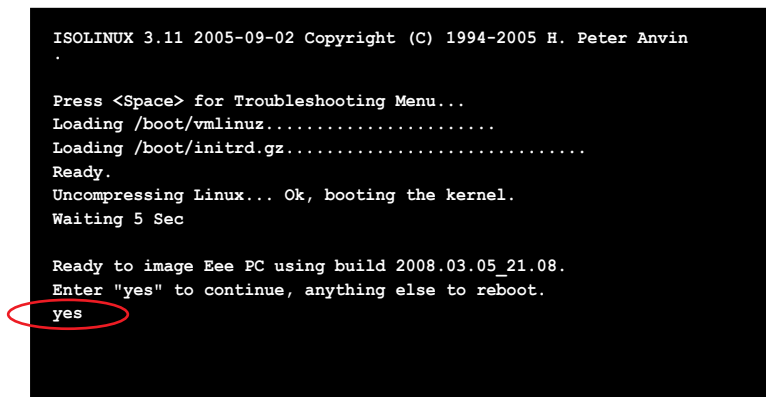 ISOLINUX 3.11 2005-09-02 Copyright (C) 1994-2005 H. Peter Anvin
.
Press <Space> for Troubleshooting Menu...
Loading /boot/vmlinuz.......................
Loading /boot/initrd.gz..............................
Ready.
Uncompressing Linux... Ok, booting the kernel.
Waiting 5 Sec
Ready to image Eee PC using build 2008.03.05_21.08.
Enter "yes" to continue, anything else to reboot.
yes